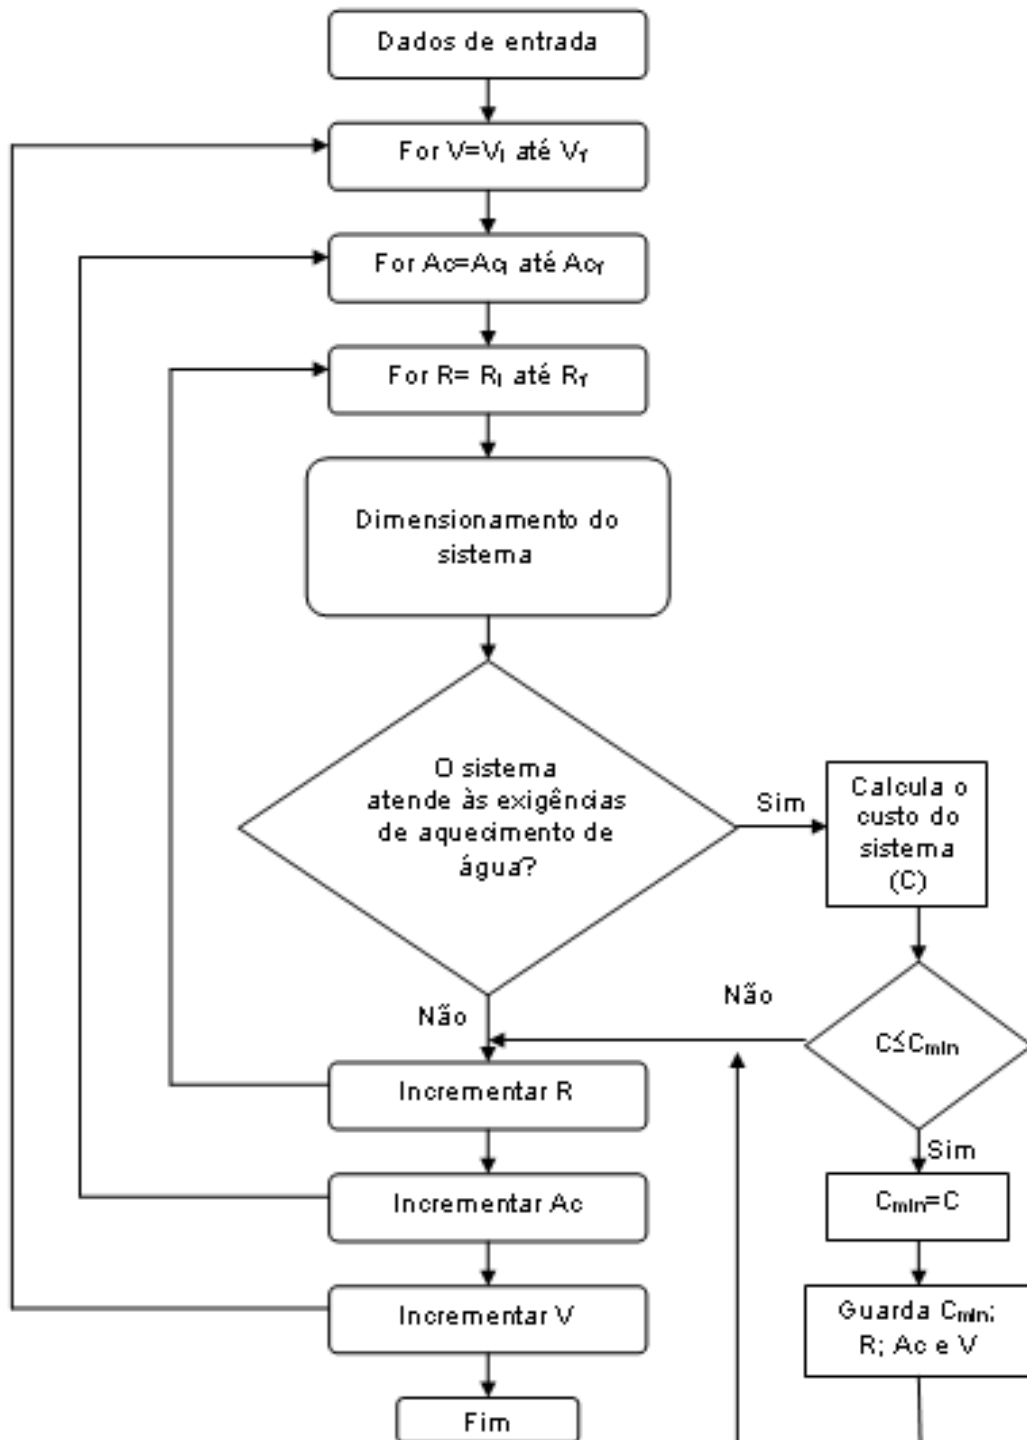 Dados de entrada
For V=Vi até Vf
For Ac=Aci até Acf
For R= Ri até Rf
Dimensionamento do
sistema
O sistema
atende às exigências
de aquecimento de
água?
Sim
Calcula o
custo do
sistema
(C)
Não
Não
C≤Cmin
Sim
Incrementar R
Incrementar Ac
Cmin=C
Incrementar V
Guarda Cmin;
R; Ac e V
Fim